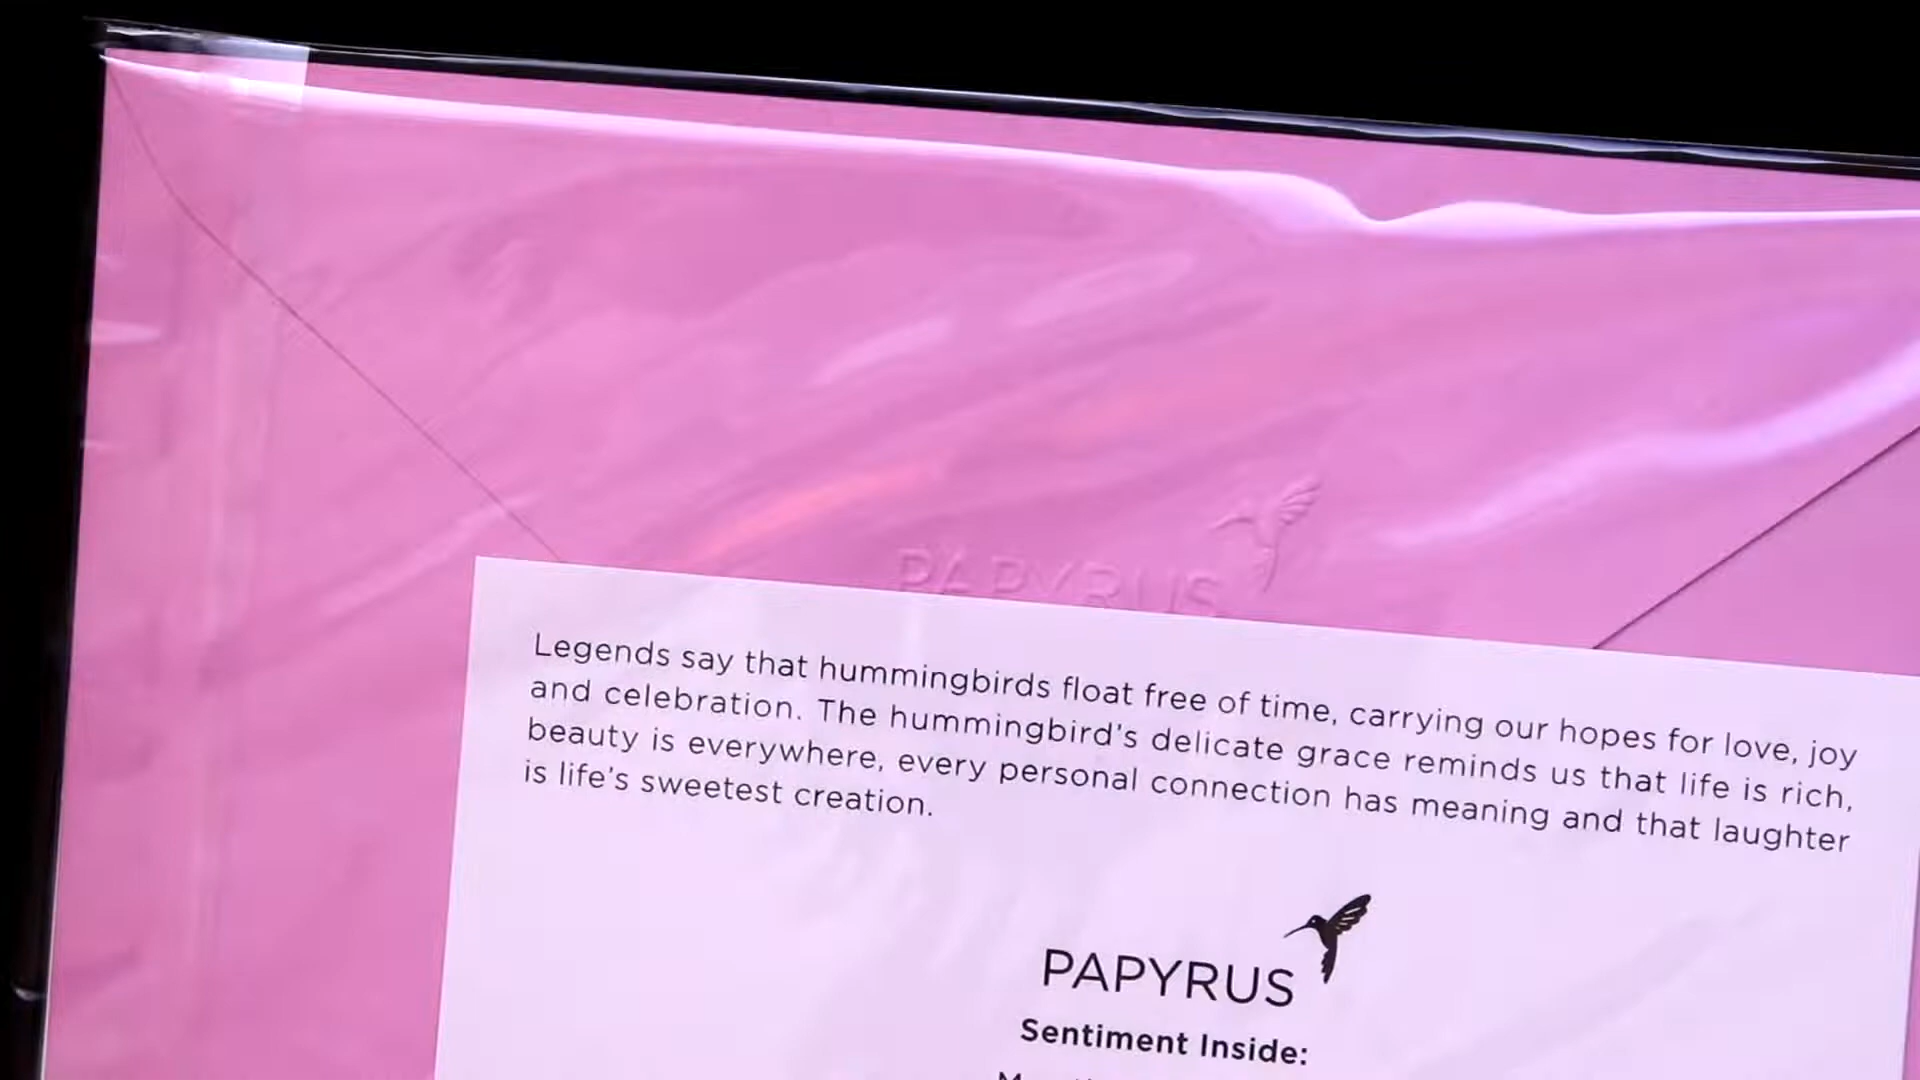 PAPYRUS
Legends say that hummingbirds float free of time, carrying our hopes for love, joy
and celebration. The hummingbird's delicate grace reminds us that life is rich,
beauty is everywhere, every personal connection has meaning and that laughter
is life's sweetest creation.
PAPYRUS
Sentiment Inside: